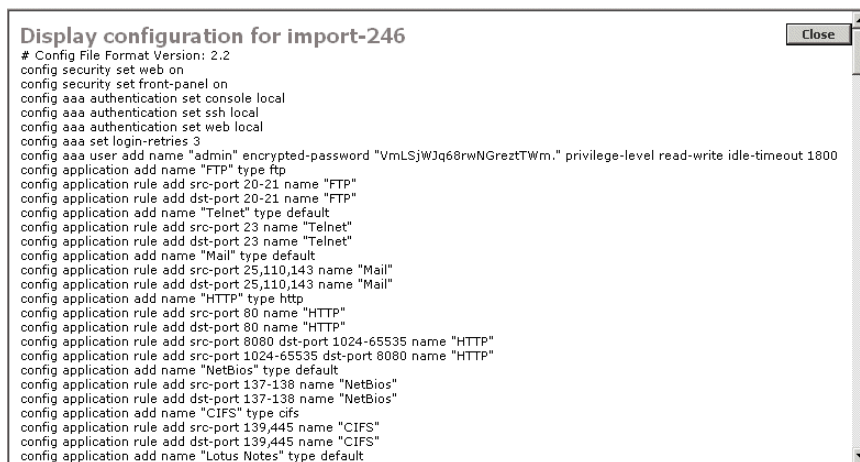 Display configuration for import-246
Close
# Config File Format Version: 2.2
config security set web on
config security set front-panel on
config aaa authentication set console local
config aaa authentication set ssh local
config aaa authentication set web local
config aaa set login-retries 3
config aaa user add name "admin" encrypted-password "VmLSjWJq68rwNGreztTWm." privilege-level read-write idle-timeout 1800
config application add name "FTP" type ftp
config application rule add src-port 20-21 name "FTP"
config application rule add dst-port 20-21 name "FTP"
config application add name "Telnet" type default
config application rule add src-port 23 name "Telnet"
config application rule add dst-port 23 name "Telnet"
config application add name "Mail" type default
config application rule add src-port 25,110,143 name "Mail"
config application rule add dst-port 25,110,143 name "Mail"
config application add name "HTTP" type http
config application rule add src-port 80 name "HTTP"
config application rule add dst-port 80 name "HTTP"
config application rule add src-port 8080 dst-port 1024-65535 name "HTTP"
config application rule add src-port 1024-65535 dst-port 8080 name "HTTP"
config application add name "NetBios" type default
config application rule add src-port 137-138 name "NetBios"
config application rule add dst-port 137-138 name "NetBios"
config application add name "CIFS" type cifs
config application rule add src-port 139,445 name "CIFS"
config application rule add dst-port 139,445 name "CIFS"
config application add name "Lotus Notes" type default